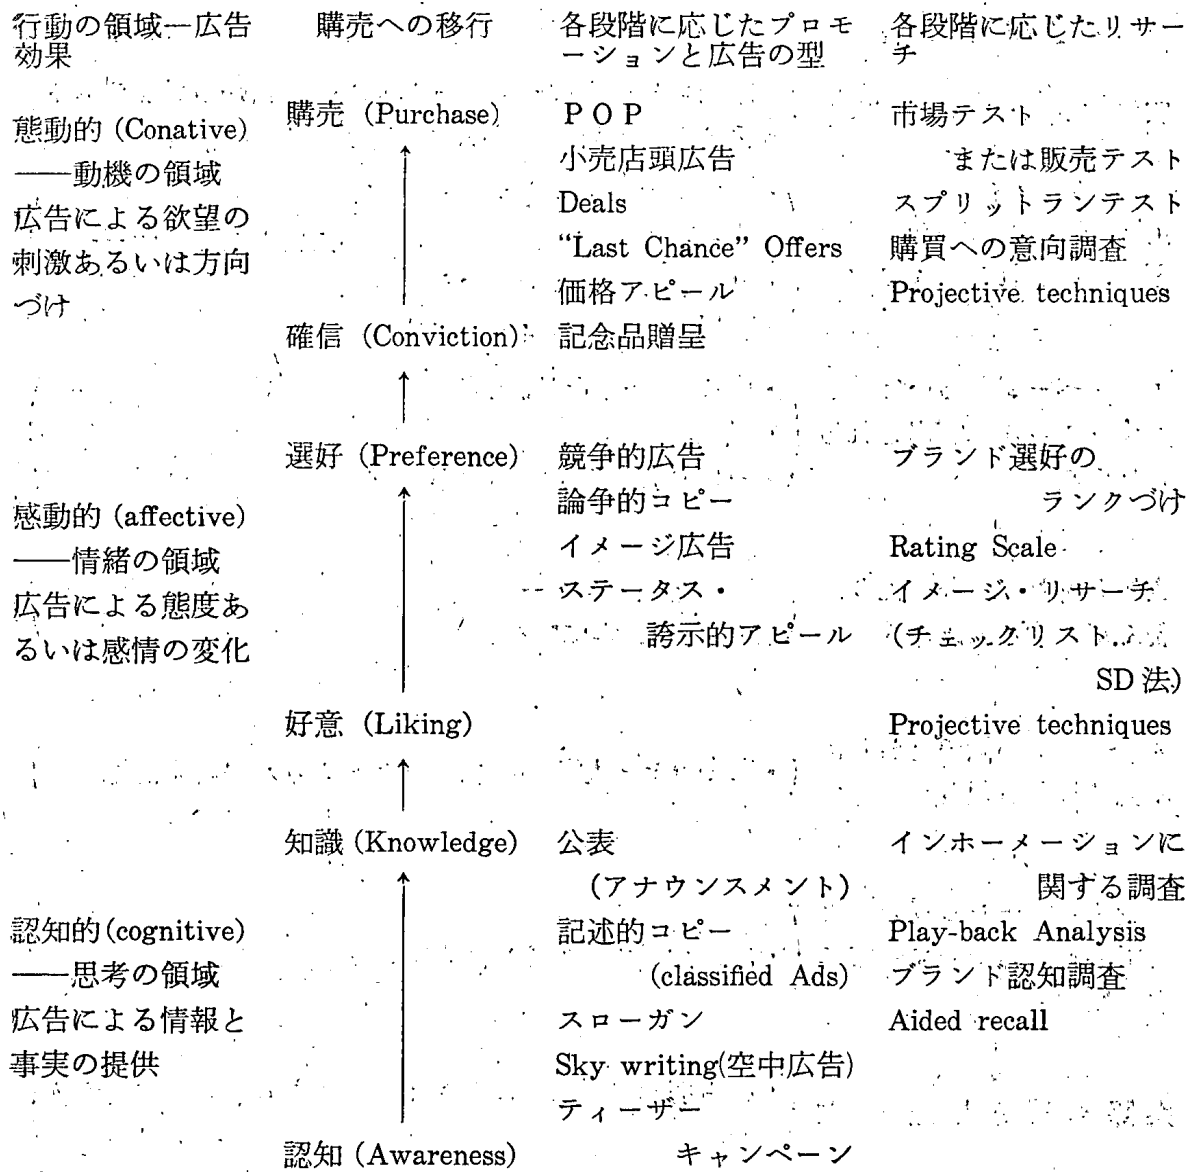 行動の領域―広告
効果
購売への移行
各段階に応じたプロモ
ーションと広告の型
各段階に応じたリサー
チ
態動的 (Conative)
――動機の領域
広告による欲望の
刺激あるいは方向
づけ
購売 (Purchase)
確信 (Conviction)
POP
小売店頭広告
Deals
“Last Chance” Offers
価格アピール
記念品贈呈
市場テスト
または販売テスト
スプリットランテスト
購買への意向調査
Projective techniques
感動的 (affective)
――情緒の領域
広告による態度あ
るいは感情の変化
選好 (Preference)
好意 (Liking)
競争的広告
論争的コピー
イメージ広告
ステータス・
誇示的アピール
ブランド選好の
ランクづけ
Rating Scale
イメージ・リサーチ
(チェックリスト
SD法)
Projective techniques
認知的 (cognitive)
――思考の領域
広告による情報と
事実の提供
知識 (Knowledge)
認知 (Awareness)
公表
(アナウンスメント)
記述的コピー
(classified Ads)
スローガン
Sky writing(空中広告)
ティーザー
キャンペーン
インホーメーションに
関する調査
Play-back Analysis
ブランド認知調査
Aided recall